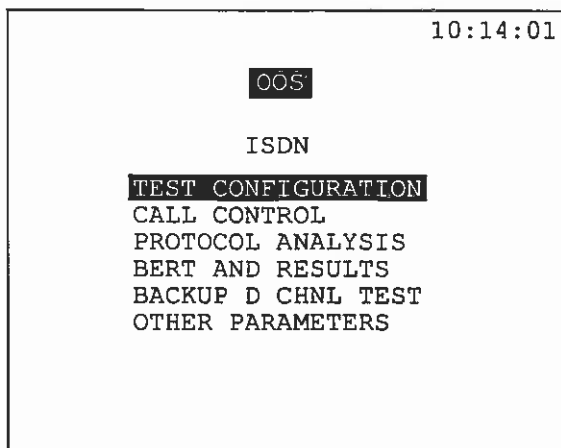 10:14:01
OOS
ISDN
TEST CONFIGURATION
CALL CONTROL
PROTOCOL ANALYSIS
BERT AND RESULTS
BACKUP D CHNL TEST
OTHER PARAMETERS